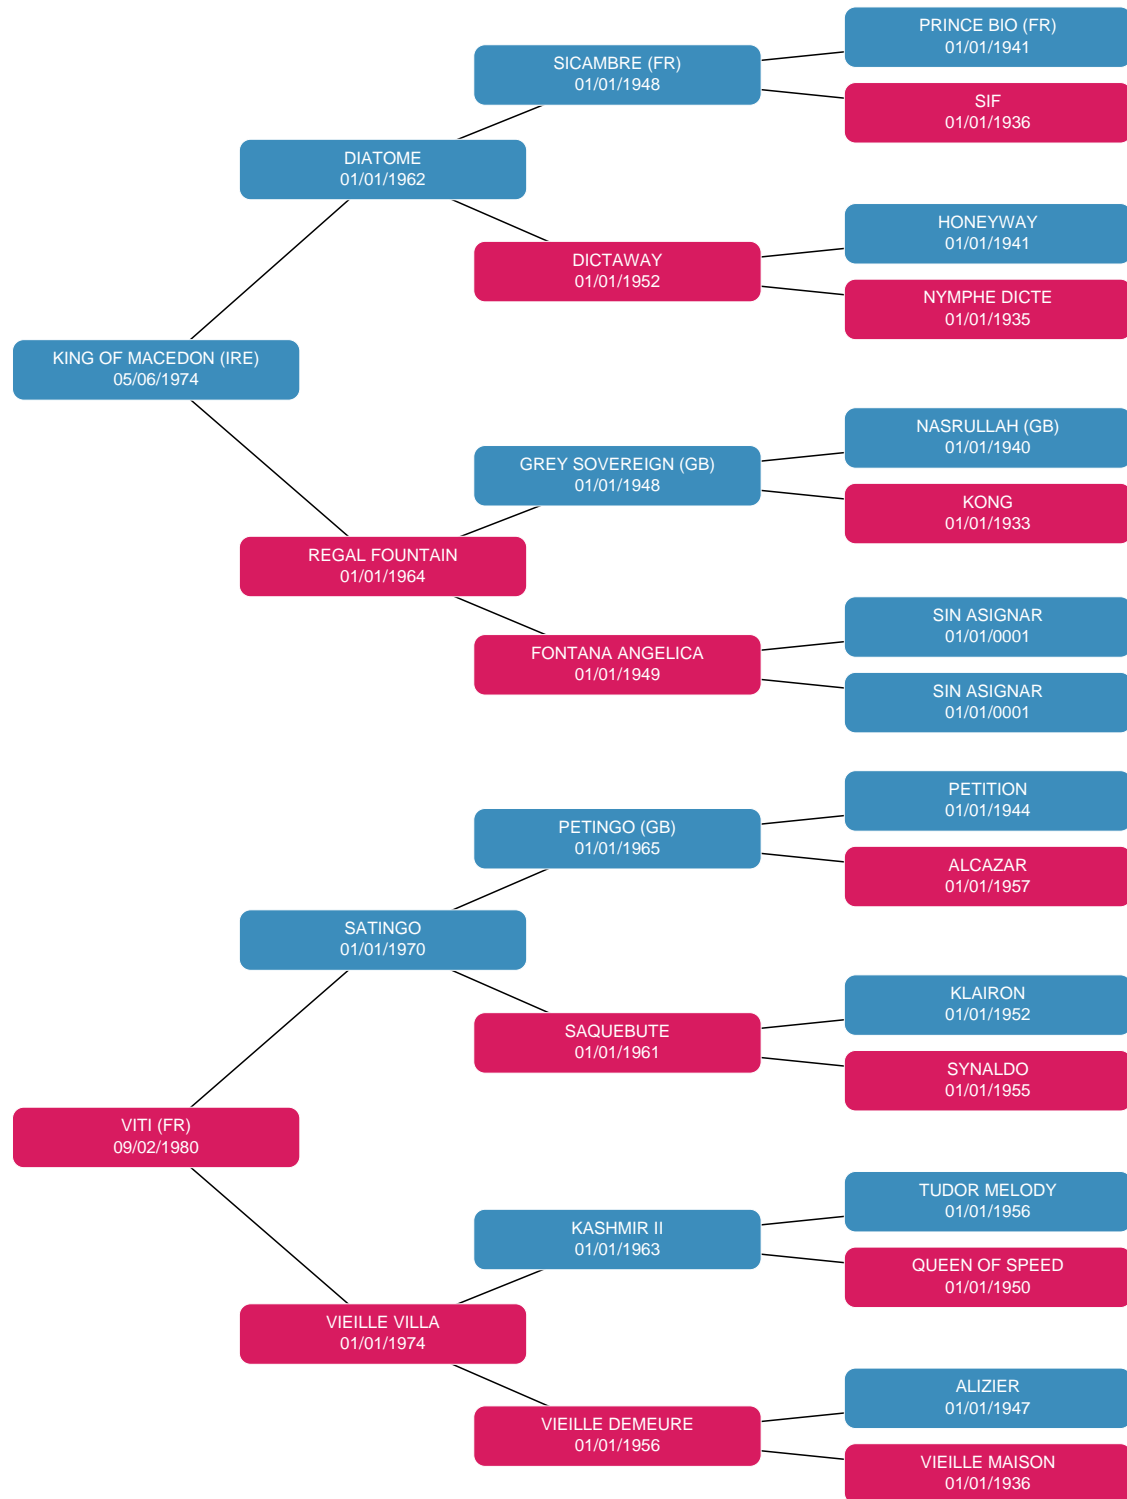 PRINCE BIO (FR)
01/01/1941
SICAMBRE (FR)
01/01/1948
SIF
01/01/1936
DIATOME
01/01/1962
HONEYWAY
01/01/1941
DICTAWAY
01/01/1952
NYMPHE DICTE
01/01/1935
KING OF MACEDON (IRE)
05/06/1974
NASRULLAH (GB)
01/01/1940
GREY SOVEREIGN (GB)
01/01/1948
KONG
01/01/1933
REGAL FOUNTAIN
01/01/1964
SIN ASIGNAR
01/01/0001
FONTANA ANGELICA
01/01/1949
SIN ASIGNAR
01/01/0001
PETITION
01/01/1944
PETINGO (GB)
01/01/1965
ALCAZAR
01/01/1957
SATINGO
01/01/1970
KLAIRON
01/01/1952
SAQUEBUTE
01/01/1961
SYNALDO
01/01/1955
VITI (FR)
09/02/1980
TUDOR MELODY
01/01/1956
KASHMIR II
01/01/1963
QUEEN OF SPEED
01/01/1950
VIEILLE VILLA
01/01/1974
ALIZIER
01/01/1947
VIEILLE DEMEURE
01/01/1956
VIEILLE MAISON
01/01/1936